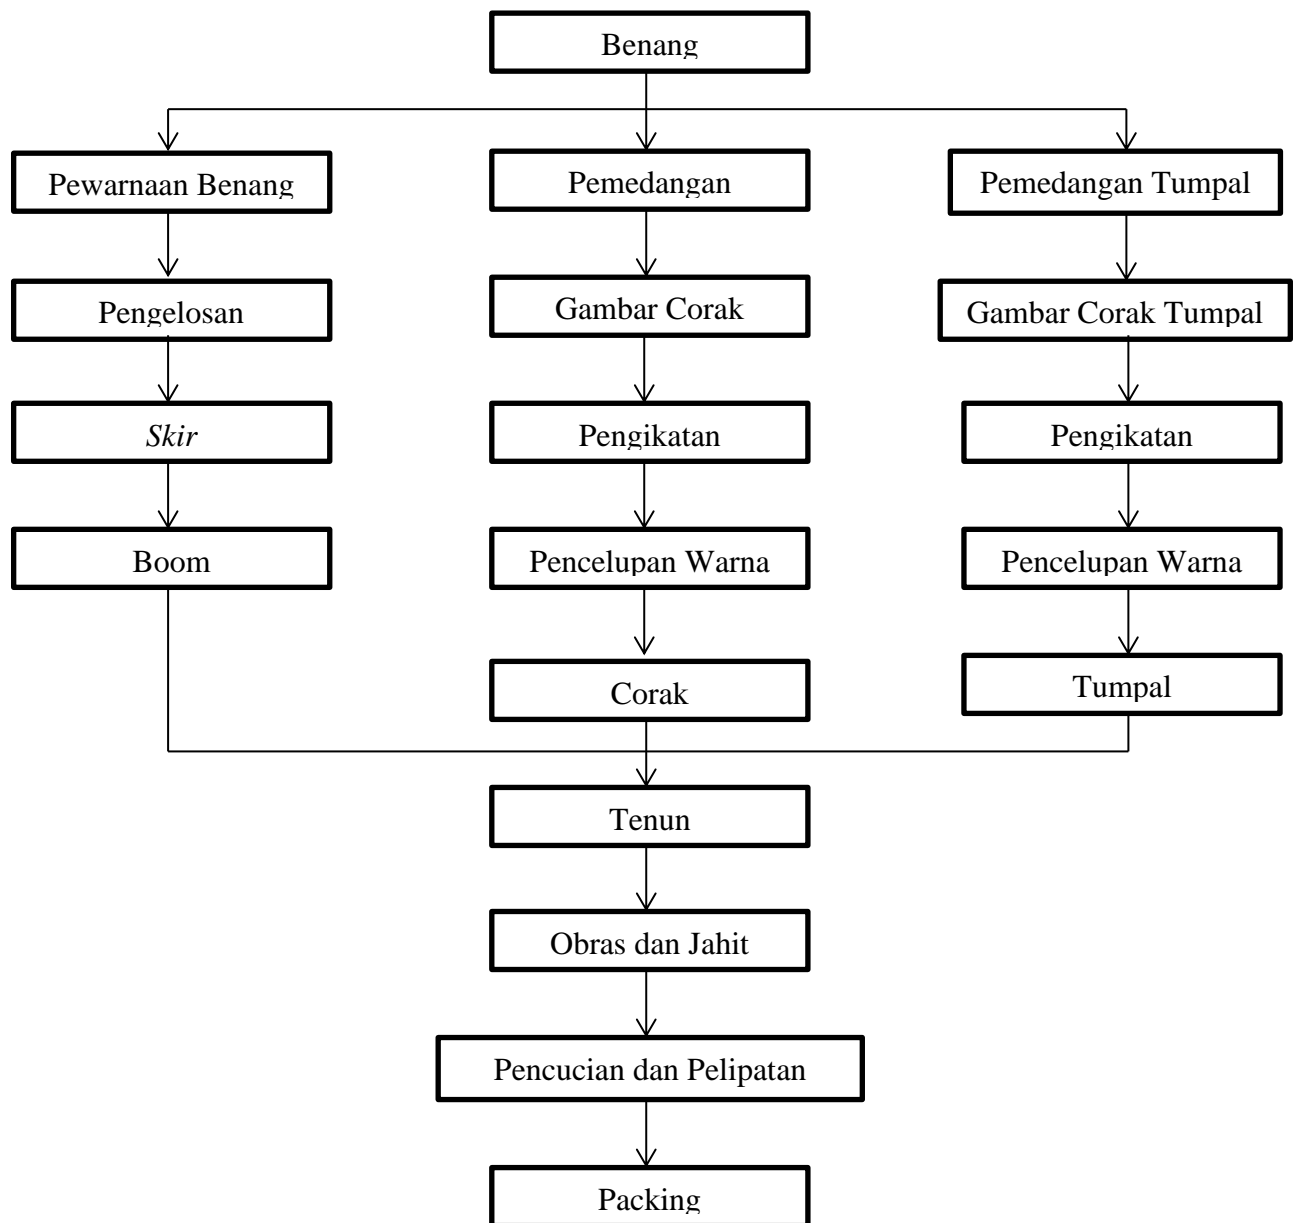 Benang
Pewarnaan Benang
Pemedangan
Pemedangan Tumpal
Pengelosan
Gambar Corak
Gambar Corak Tumpal
Skir
Pengikatan
Pengikatan
Boom
Pencelupan Warna
Pencelupan Warna
Corak
Tumpal
Tenun
Obras dan Jahit
Pencucian dan Pelipatan
Packing